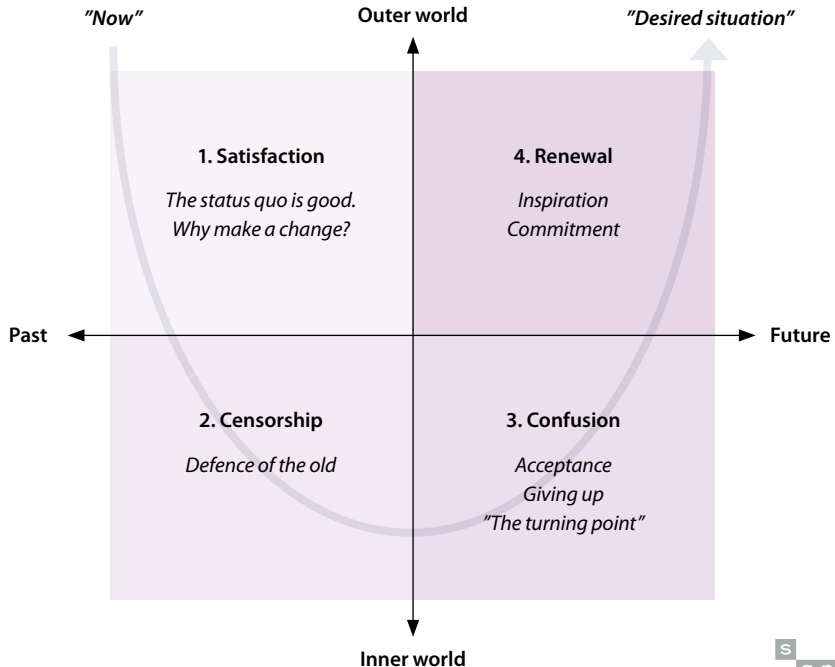 ”Now”
Outer world
”Desired situation”
1. Satisfaction
The status quo is good.
Why make a change?
4. Renewal
Inspiration
Commitment
Past
Future
2. Censorship
Defence of the old
3. Confusion
Acceptance
Giving up
”The turning point”
Inner world
s